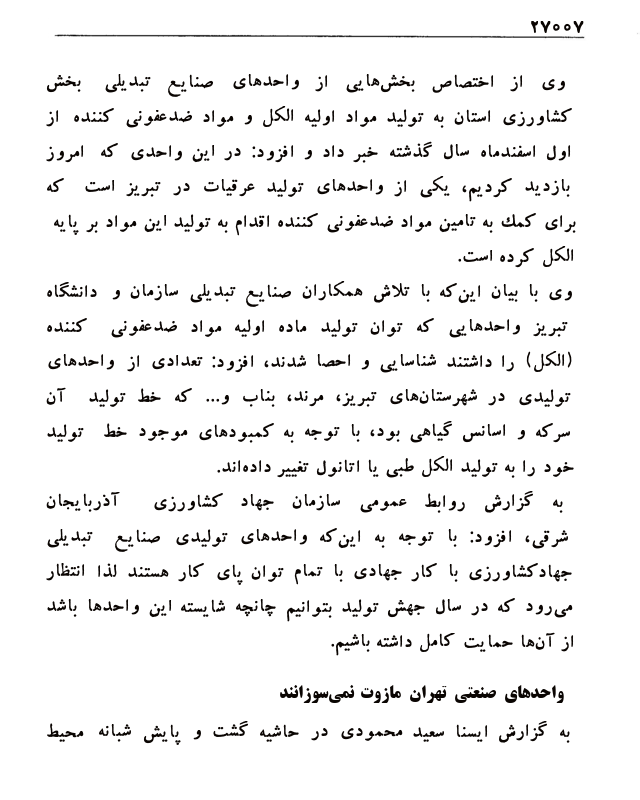 ۲۷۰۰۷
وی از اختصاص بخش‌هایی از واحدهای صنایع تبدیلی بخش
کشاورزی استان به تولید مواد اولیه الکل و مواد ضدعفونی کننده از
اول اسفندماه سال گذشته خبر داد و افزود: در این واحدی که امروز
بازدید کردیم، یکی از واحدهای تولید عرقیات در تبریز است که
برای کمك به تامین مواد ضدعفونی کننده اقدام به تولید این مواد بر پایه
الکل کرده است.
وی با بیان این‌که با تلاش همکاران صنایع تبدیلی سازمان و دانشگاه
تبریز واحدهایی که توان تولید ماده اولیه مواد ضدعفونی کننده
(الکل) را داشتند شناسایی و احصا شدند، افزود: تعدادی از واحدهای
تولیدی در شهرستان‌های تبریز، مرند، بناب و... که خط تولید آن
سرکه و اسانس گیاهی بود، با توجه به کمبودهای موجود خط تولید
خود را به تولید الکل طبی یا اتانول تغییر داده‌اند.
به گزارش روابط عمومی سازمان جهاد کشاورزی آذربایجان
شرقی، افزود: با توجه به این‌که واحدهای تولیدی صنایع تبدیلی
جهادکشاورزی با کار جهادی با تمام توان پای کار هستند لذا انتظار
می‌رود که در سال جهش تولید بتوانیم چانچه شایسته این واحدها باشد
از آن‌ها حمایت کامل داشته باشیم.
واحدهای صنعتی تهران مازوت نمی‌سوزانند
به گزارش ایسنا سعید محمودی در حاشیه گشت و پایش شبانه محیط